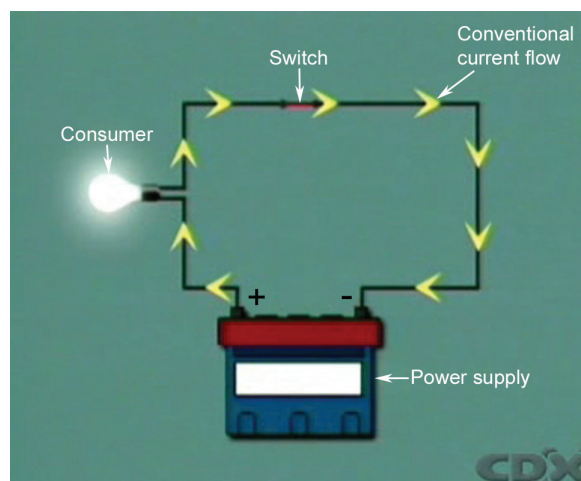 Conventional
current flow
Switch
Consumer
+ -
Power supply
CDX